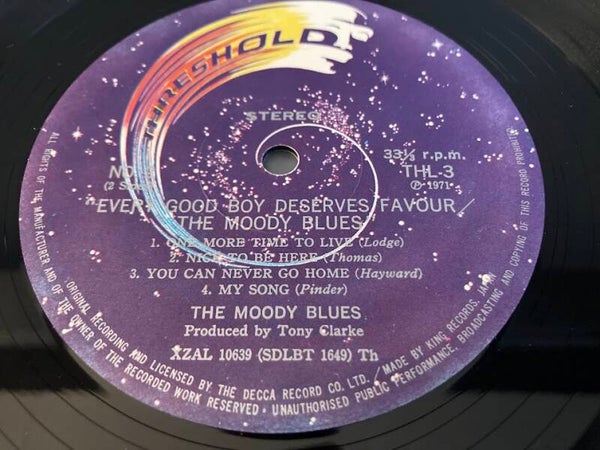 THRESHOLD
STEREO
NO.
33⅓ r.p.m.
(2 S
THL-3
℗ 1971
"EVERY GOOD BOY DESERVES FAVOUR/
THE MOODY BLUES"
1. ONE MORE TIME TO LIVE (Lodge)
2. NICE TO BE HERE (Thomas)
3. YOU CAN NEVER GO HOME (Hayward)
4. MY SONG (Pinder)
THE MOODY BLUES
Produced by Tony Clarke
XZAL 10639 (SDLBT 1649) Th
ORIGINAL RECORDING AND LICENSED BY THE DECCA RECORD CO. LTD./MADE BY KING RECORDS, JAPAN
ALL RIGHTS OF THE MANUFACTURER AND OF THE OWNER OF THE RECORDED WORK RESERVED · UNAUTHORISED PUBLIC PERFORMANCE, BROADCASTING AND COPYING OF THIS RECORD PROHIBITED